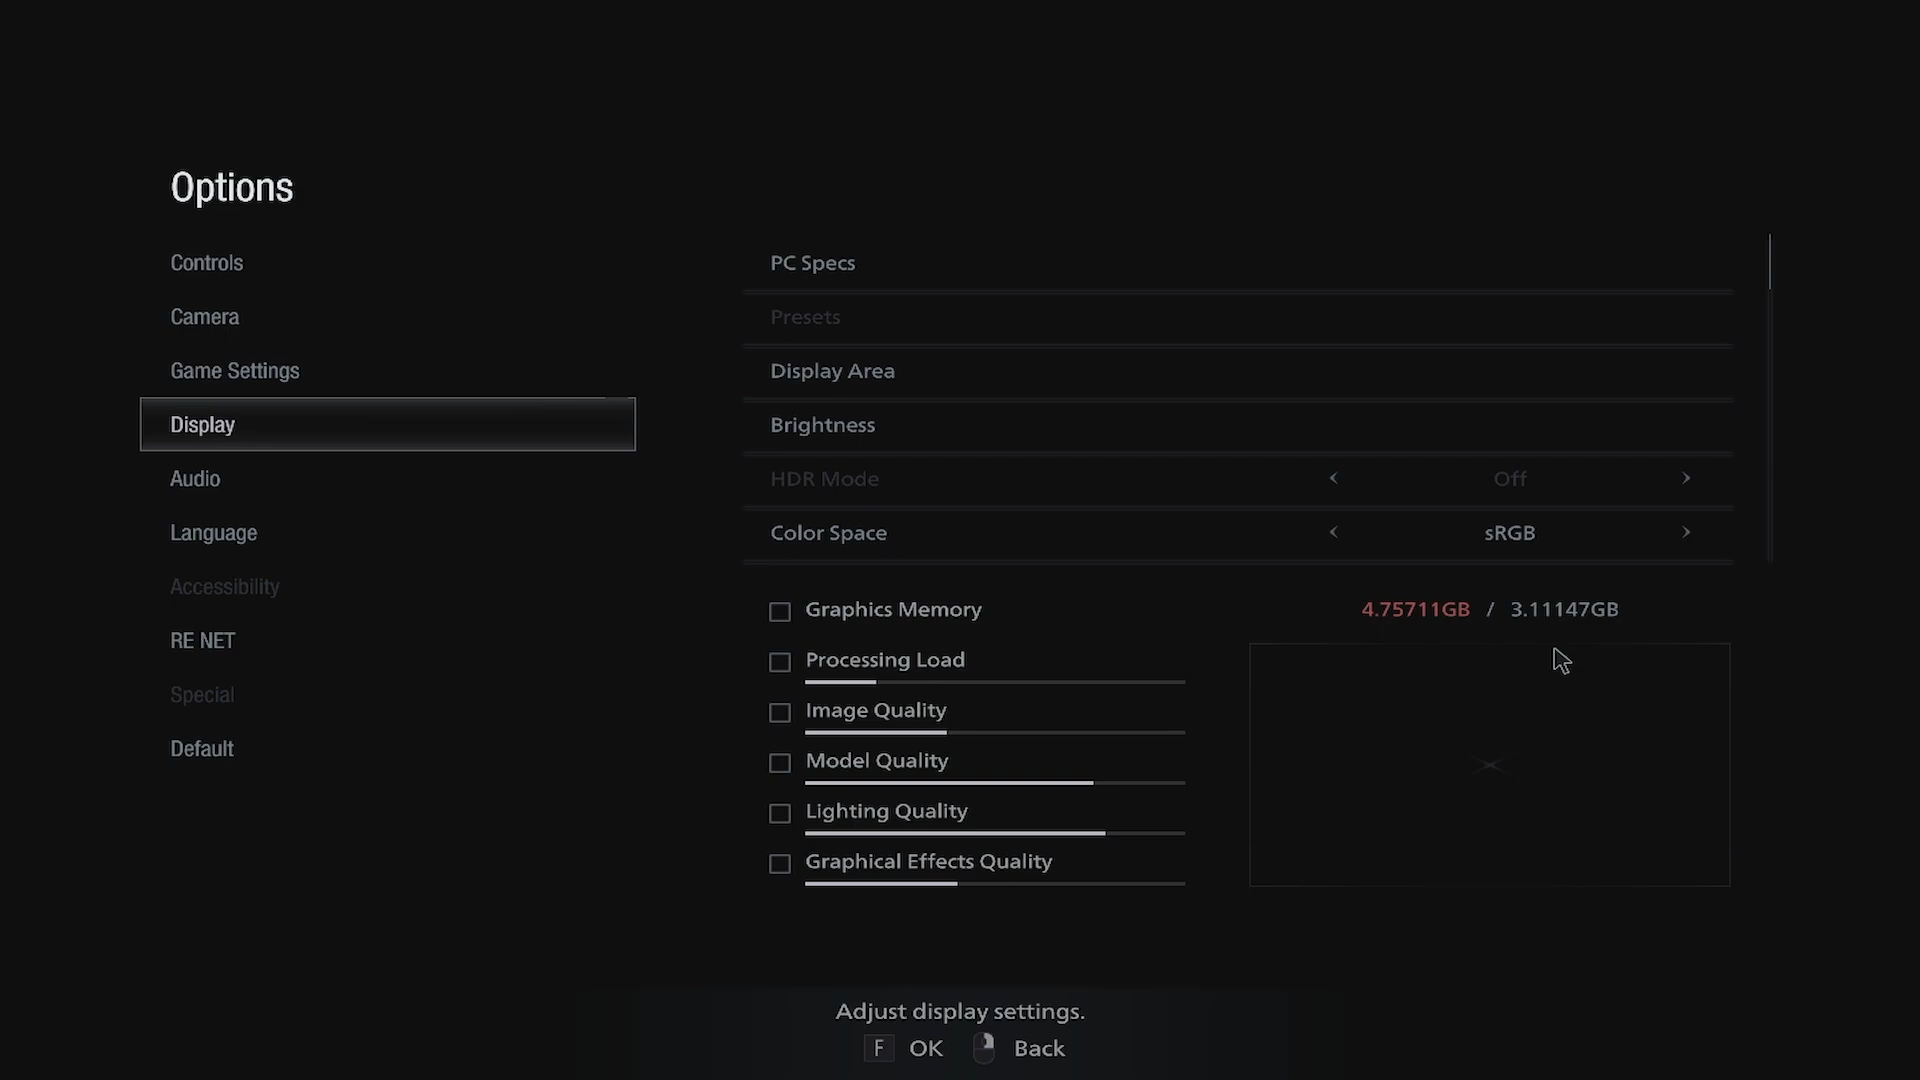 Options
Controls
Camera
Game Settings
Display
Audio
Language
Accessibility
RE NET
Special
Default
PC Specs
Presets
Display Area
Brightness
HDR Mode < Off >
Color Space < sRGB >
Graphics Memory 4.75711GB / 3.11147GB
Processing Load
Image Quality
Model Quality
Lighting Quality
Graphical Effects Quality
Adjust display settings.
F OK Back